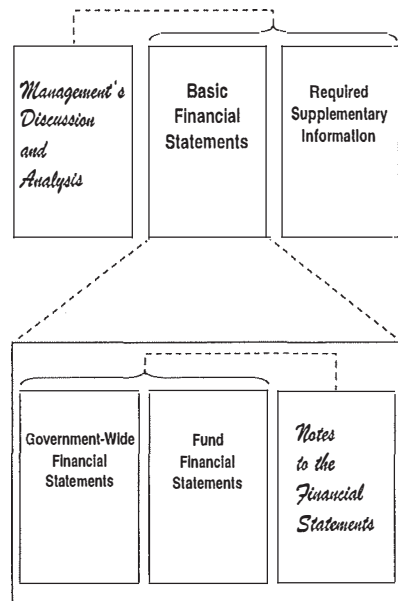 Management's
Discussion
and
Analysis
Basic
Financial
Statements
Required
Supplementary
Information
Government-Wide
Financial
Statements
Fund
Financial
Statements
Notes
to the
Financial
Statements